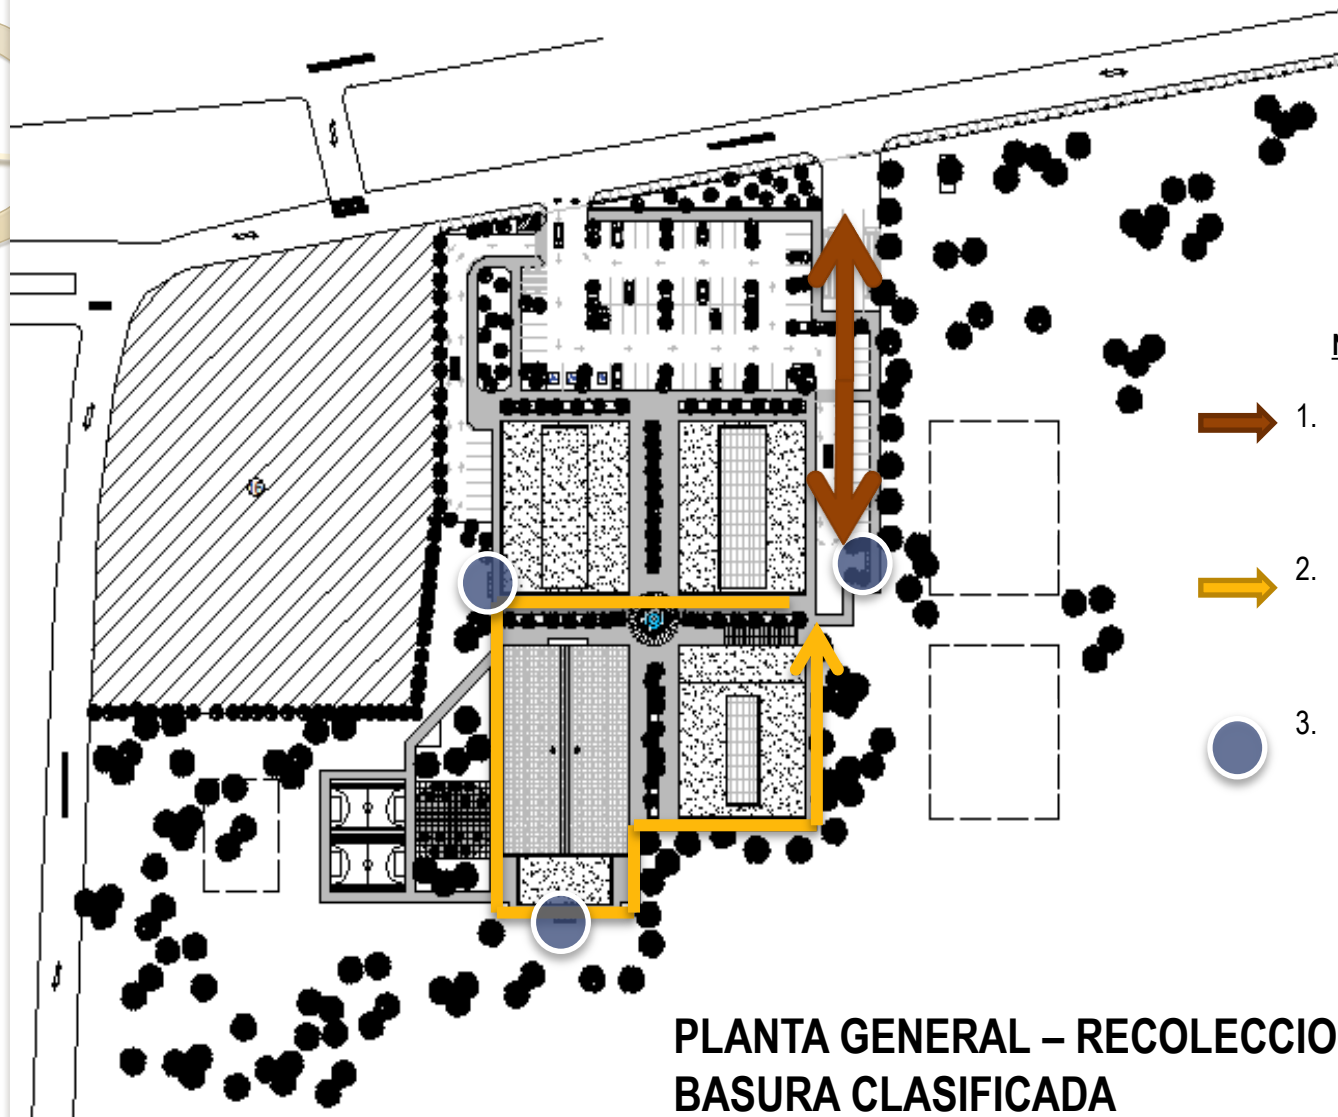 1.
2.
3.
PLANTA GENERAL – RECOLECCIO
BASURA CLASIFICADA